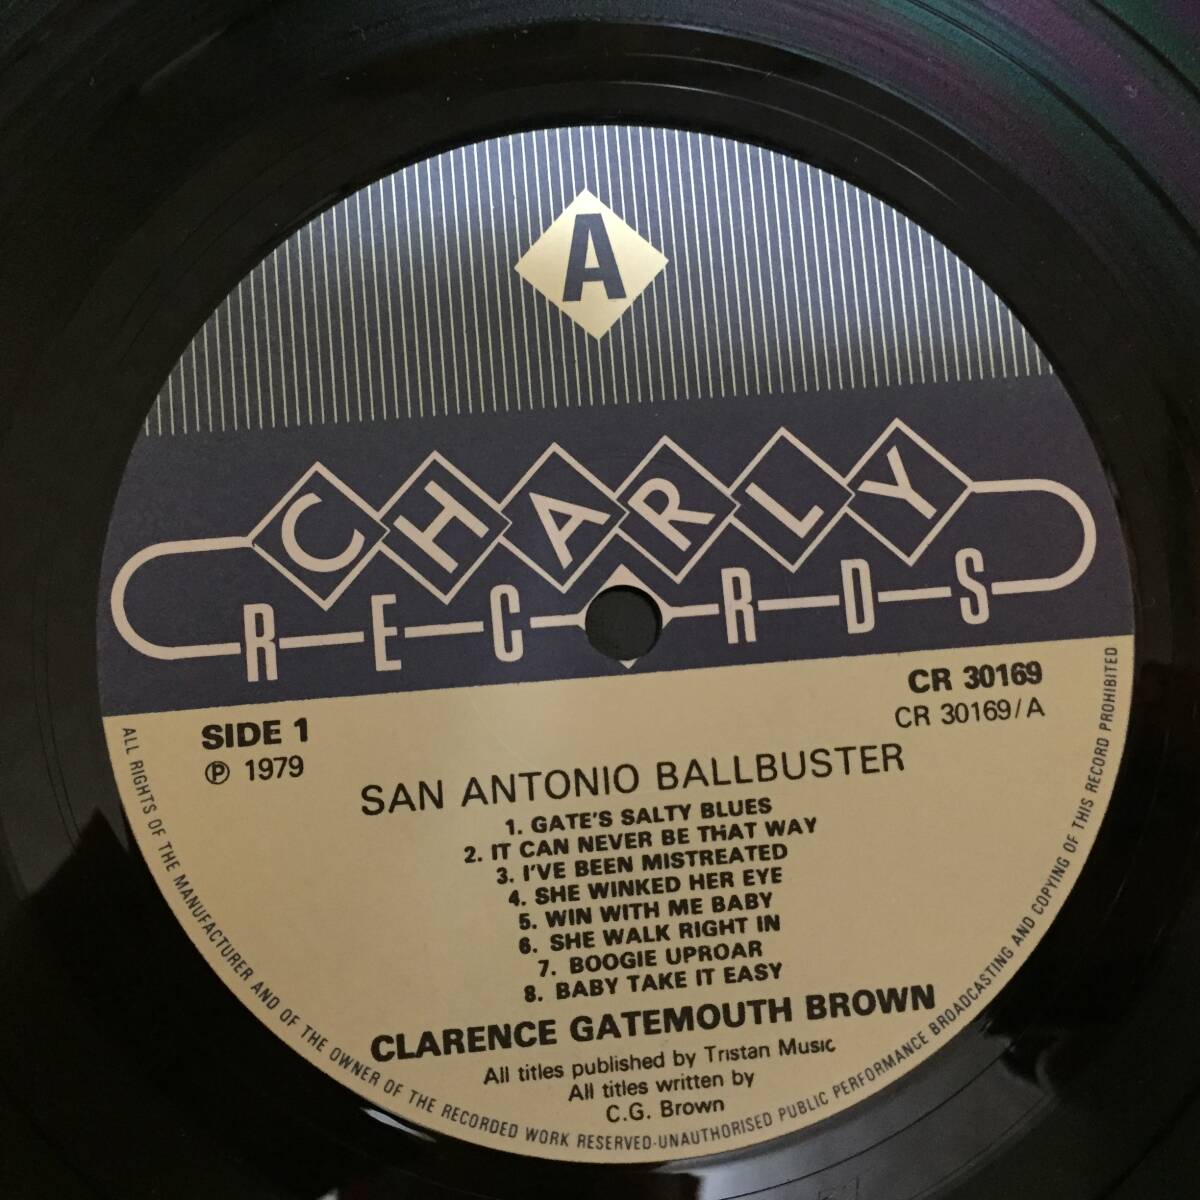 A
CHARLY
RECORDS
CR 30169
SIDE 1
CR 30169/A
℗ 1979
SAN ANTONIO BALLBUSTER
1. GATE'S SALTY BLUES
2. IT CAN NEVER BE THAT WAY
3. I'VE BEEN MISTREATED
4. SHE WINKED HER EYE
5. WIN WITH ME BABY
6. SHE WALK RIGHT IN
7. BOOGIE UPROAR
8. BABY TAKE IT EASY
CLARENCE GATEMOUTH BROWN
All titles published by Tristan Music
All titles written by
C.G. Brown
ALL RIGHTS OF THE MANUFACTURER AND OF THE OWNER OF THE RECORDED WORK RESERVED-UNAUTHORISED PUBLIC PERFORMANCE BROADCASTING AND COPYING OF THIS RECORD PROHIBITED